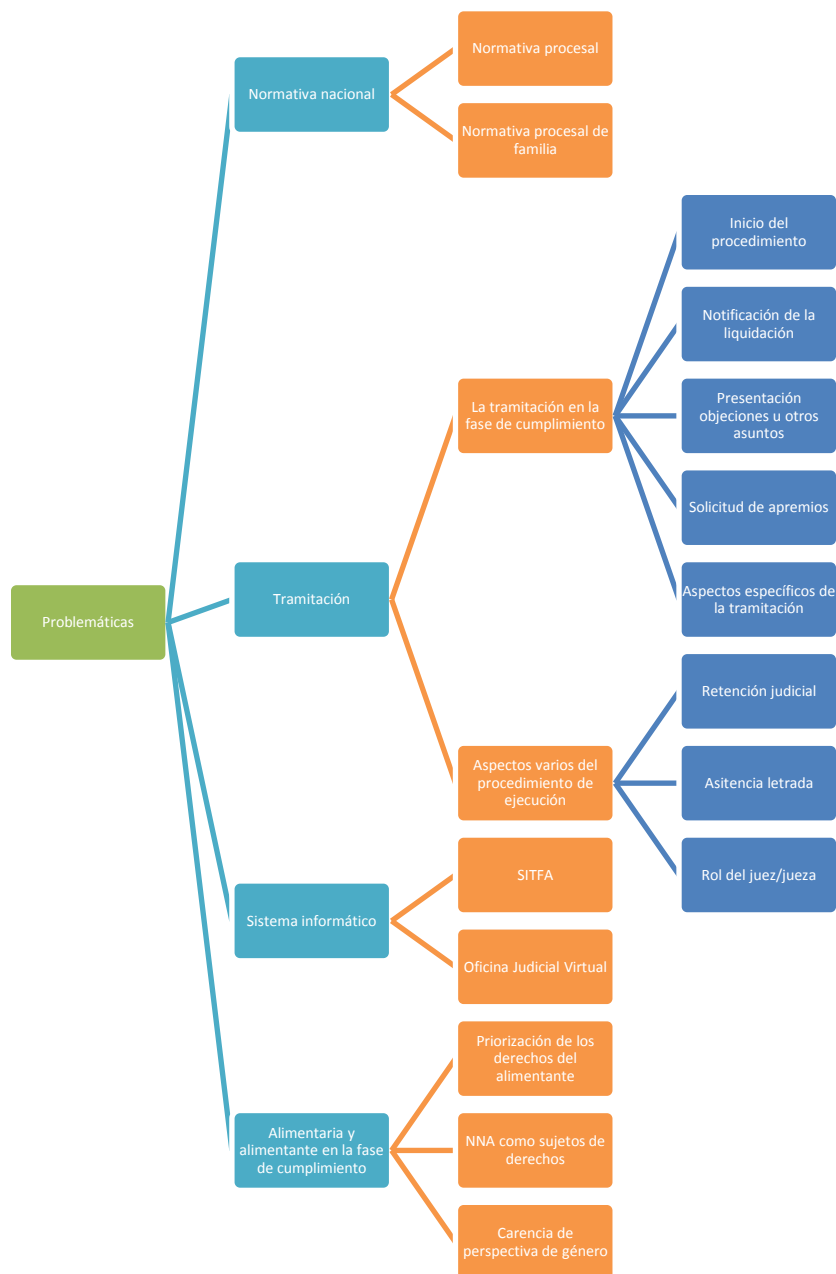 Problemáticas
Normativa nacional
Normativa procesal
Normativa procesal de
familia
Tramitación
La tramitación en la
fase de cumplimiento
Inicio del
procedimiento
Notificación de la
liquidación
Presentación
objeciones u otros
asuntos
Solicitud de apremios
Aspectos específicos de
la tramitación
Aspectos varios del
procedimiento de
ejecución
Retención judicial
Asitencia letrada
Rol del juez/jueza
Sistema informático
SITFA
Oficina Judicial Virtual
Alimentaria y
alimentante en la fase
de cumplimiento
Priorización de los
derechos del
alimentante
NNA como sujetos de
derechos
Carencia de
perspectiva de género